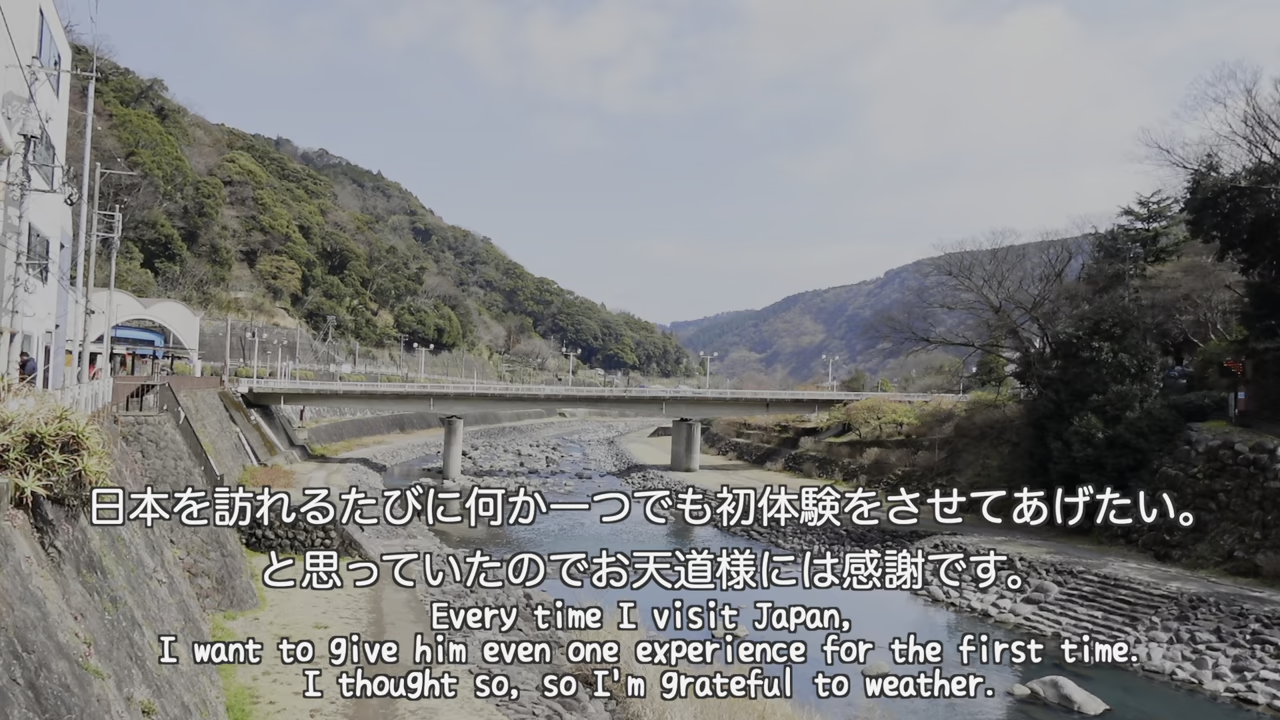 日本を訪れるたびに何か一つでも初体験をさせてあげたい。
と思っていたのでお天道様には感謝です。
Every time I visit Japan,
I want to give him even one experience for the first time.
I thought so, so I'm grateful to weather.